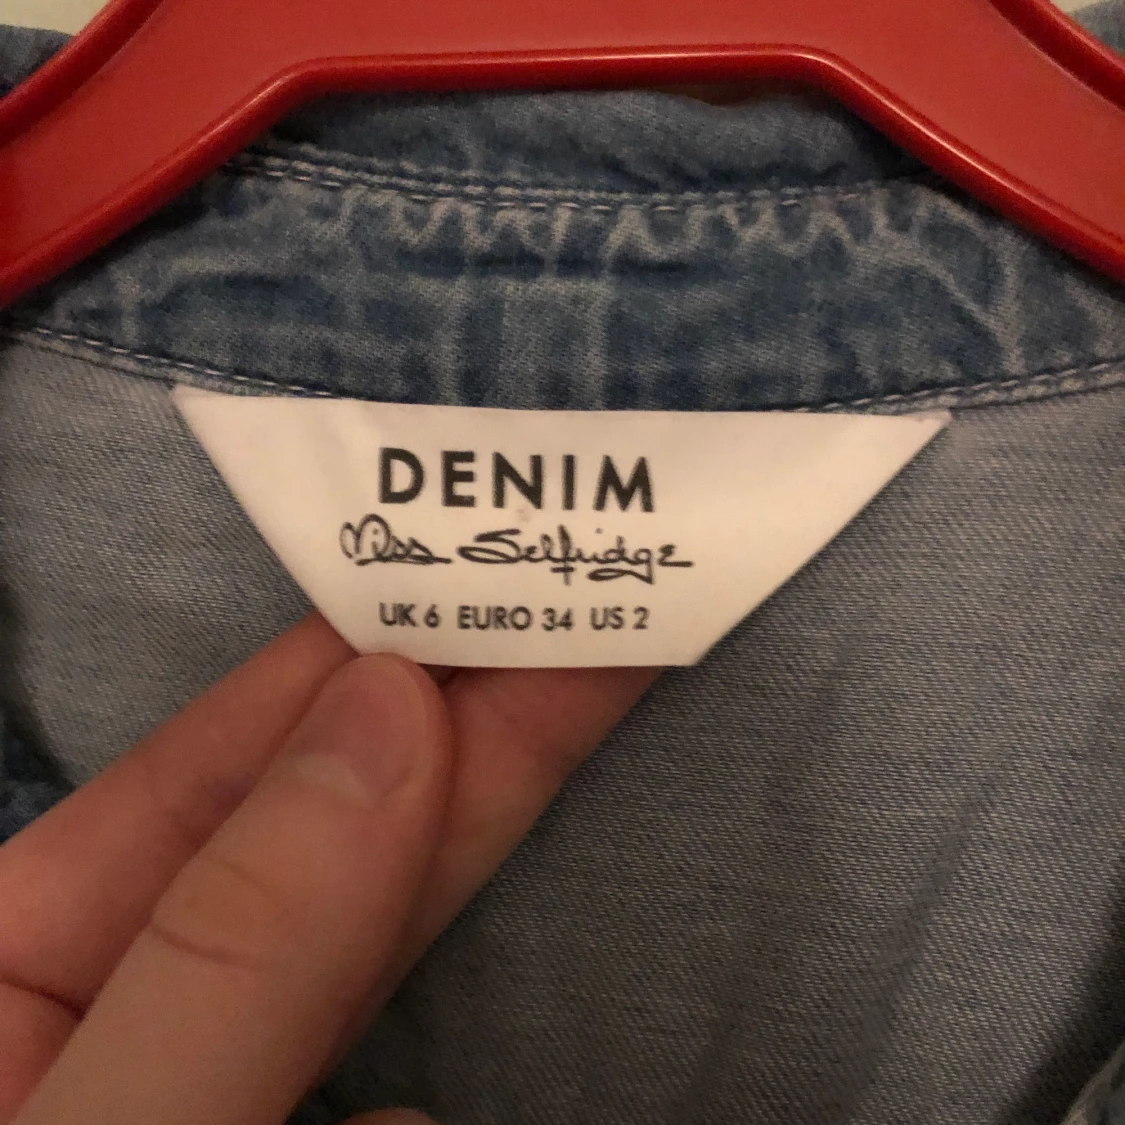 DENIM
Miss Selfridge
UK 6 EURO 34 US 2